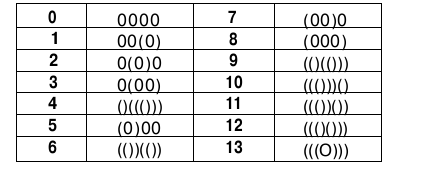 0 0000 7 (00)0
1 00(0) 8 (000)
2 0(0)0 9 (()(()))
3 0(00) 10 ((()))()
4 ()((())) 11 ((())())
5 (0)00 12 ((()()))
6 (())(()) 13 (((O)))